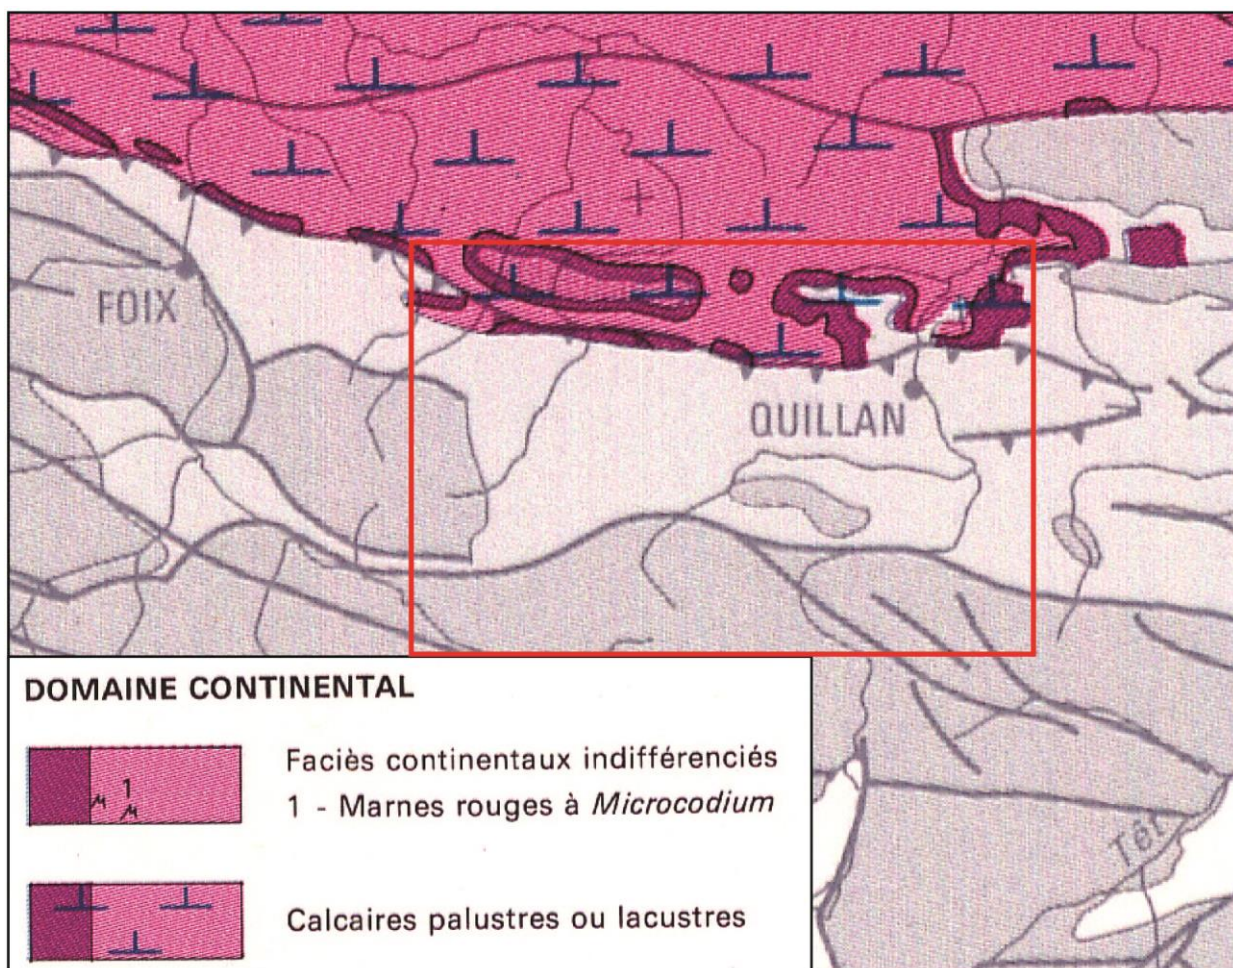 FOIX
QUILLAN
DOMAINE CONTINENTAL
1
Faciès continentaux indifférenciés
1 - Marnes rouges à Microcodium
Calcaires palustres ou lacustres
Têt